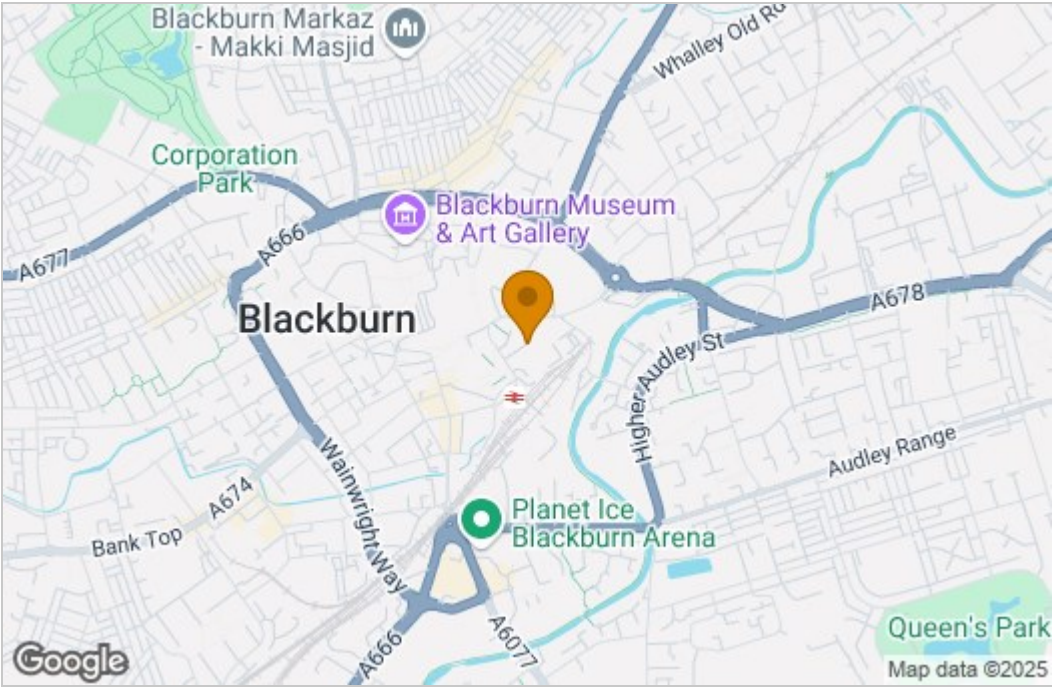 Blackburn Markaz
- Makki Masjid
Whalley Old Rd
Corporation
Park
Blackburn Museum
& Art Gallery
A677
A666
A678
Blackburn
Higher Audley St
Audley Range
Wainwright Way
A674
Bank Top
Planet Ice
Blackburn Arena
A666
A6077
Queen's Park
Google
Map data ©2025